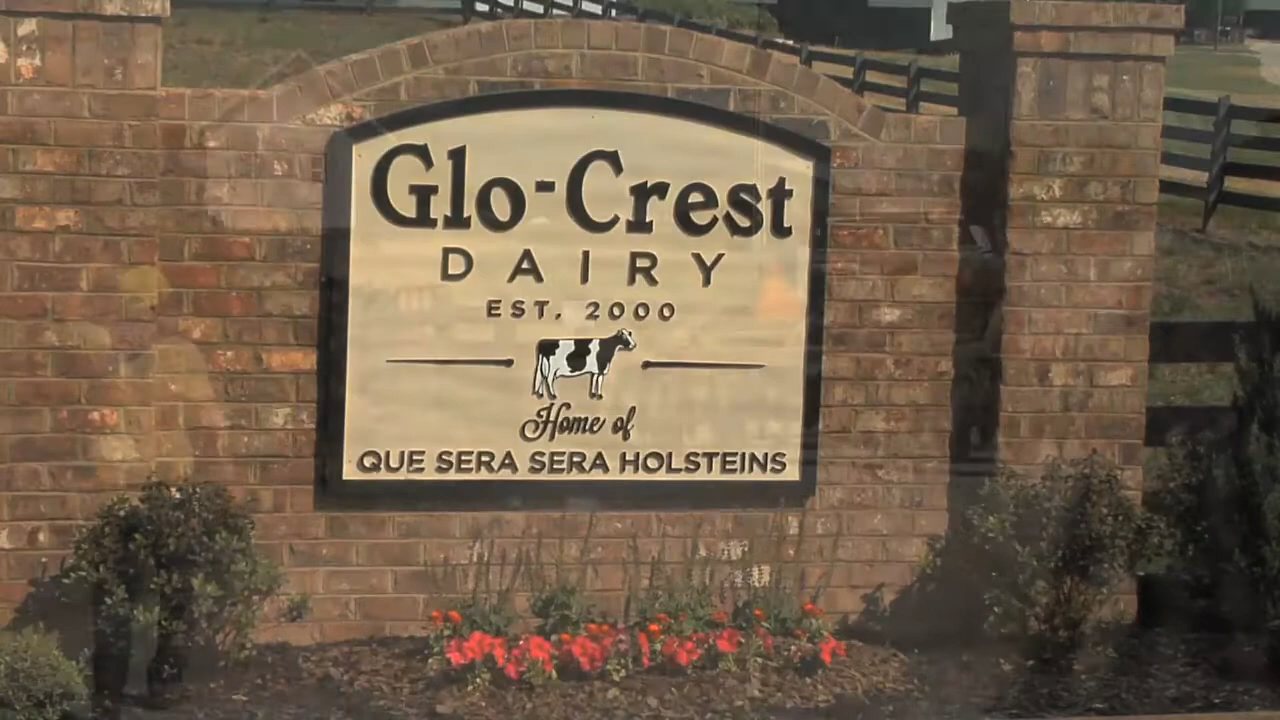 Glo-Crest
DAIRY
EST. 2000
Home of
QUE SERA SERA HOLSTEINS